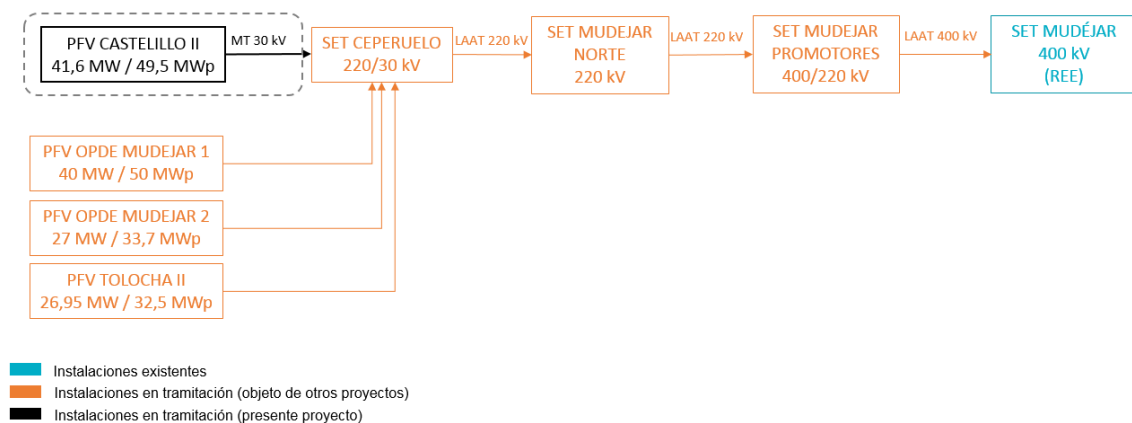 PFV CASTELILLO II
41,6 MW / 49,5 MWp
MT 30 kV
SET CEPERUELO
220/30 kV
LAAT 220 kV
SET MUDEJAR
NORTE
220 kV
LAAT 220 kV
SET MUDEJAR
PROMOTORES
400/220 kV
LAAT 400 kV
SET MUDÉJAR
400 kV
(REE)
PFV OPDE MUDEJAR 1
40 MW / 50 MWp
PFV OPDE MUDEJAR 2
27 MW / 33,7 MWp
PFV TOLOCHA II
26,95 MW / 32,5 MWp
Instalaciones existentes
Instalaciones en tramitación (objeto de otros proyectos)
Instalaciones en tramitación (presente proyecto)